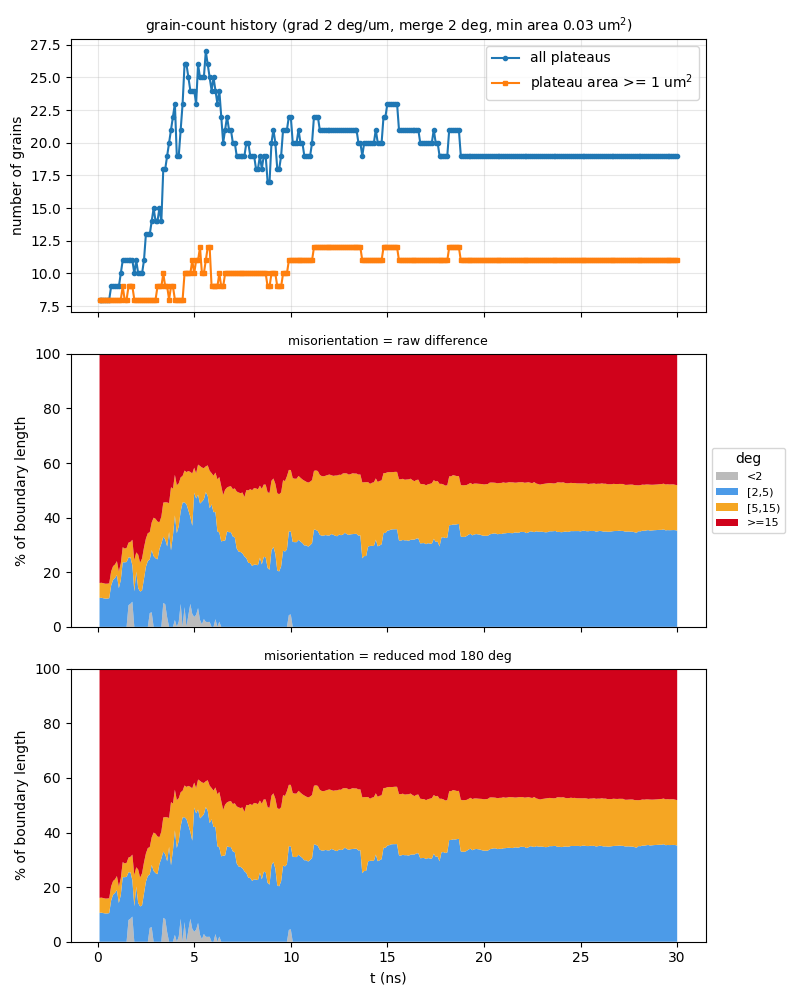 grain-count history (grad 2 deg/um, merge 2 deg, min area 0.03 um²)
27.5
25.0
22.5
20.0
17.5
15.0
12.5
10.0
7.5
number of grains
all plateaus
plateau area >= 1 um²
misorientation = raw difference
100
80
60
40
20
0
% of boundary length
deg
<2
[2,5)
[5,15)
>=15
misorientation = reduced mod 180 deg
100
80
60
40
20
0
% of boundary length
0 5 10 15 20 25 30
t (ns)